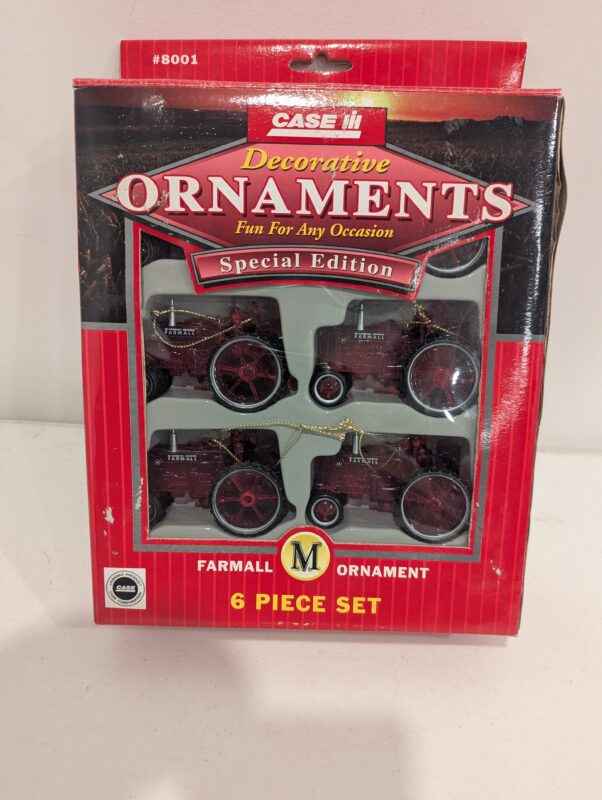 #8001
CASE IH
Decorative
ORNAMENTS
Fun For Any Occasion
Special Edition
FARMALL
FARMALL
FARMALL
FARMALL
FARMALL M ORNAMENT
CASE
6 PIECE SET